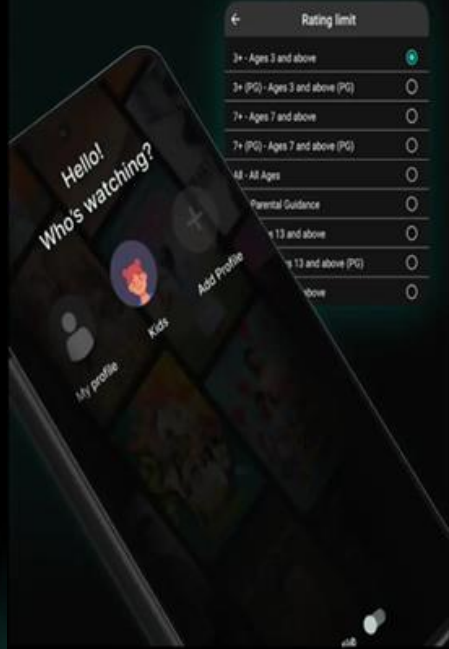 Rating limit
3+ - Ages 3 and above
3+ (PG) - Ages 3 and above (PG)
7+ - Ages 7 and above
7+ (PG) - Ages 7 and above (PG)
All - All Ages
Parental Guidance
13 and above
13 and above (PG)
above
Hello!
Who's watching?
My profile
Kids
Add Profile